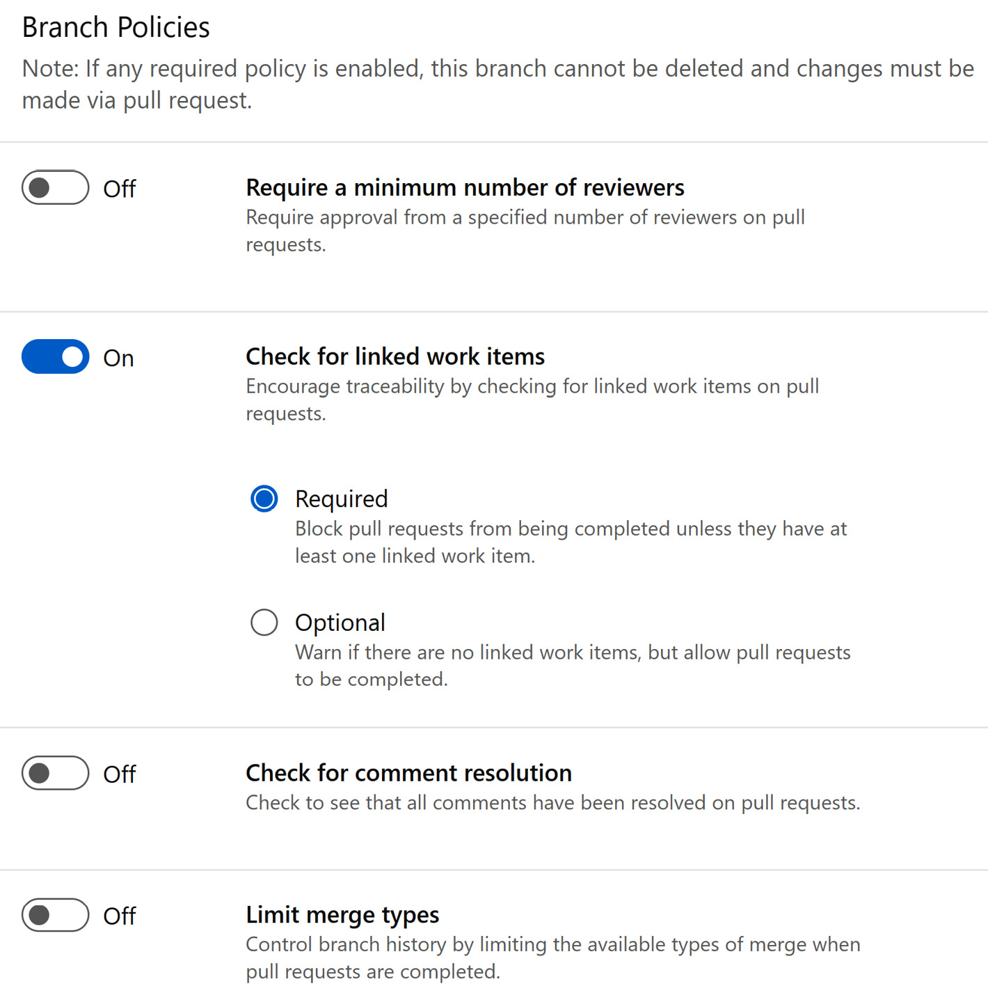 Branch Policies
Note: If any required policy is enabled, this branch cannot be deleted and changes must be
made via pull request.
Off
Require a minimum number of reviewers
Require approval from a specified number of reviewers on pull
requests.
On
Check for linked work items
Encourage traceability by checking for linked work items on pull
requests.
Required
Block pull requests from being completed unless they have at
least one linked work item.
Optional
Warn if there are no linked work items, but allow pull requests
to be completed.
Off
Check for comment resolution
Check to see that all comments have been resolved on pull requests.
Off
Limit merge types
Control branch history by limiting the available types of merge when
pull requests are completed.